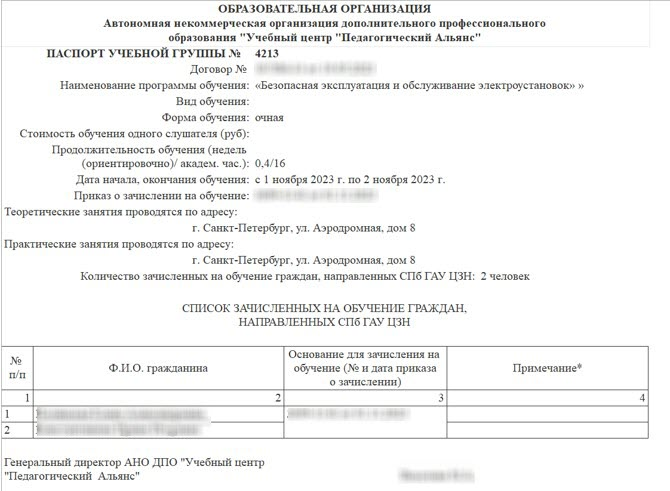 ОБРАЗОВАТЕЛЬНАЯ ОРГАНИЗАЦИЯ
Автономная некоммерческая организация дополнительного профессионального
образования "Учебный центр "Педагогический Альянс"
ПАСПОРТ УЧЕБНОЙ ГРУППЫ № 4213
Договор №
Наименование программы обучения: «Безопасная эксплуатация и обслуживание электроустановок» »
Вид обучения:
Форма обучения: очная
Стоимость обучения одного слушателя (руб):
Продолжительность обучения (недель
(ориентировочно)/ академ. час.): 0,4/16
Дата начала, окончания обучения: с 1 ноября 2023 г. по 2 ноября 2023 г.
Приказ о зачислении на обучение:
Теоретические занятия проводятся по адресу:
г. Санкт-Петербург, ул. Аэродромная, дом 8
Практические занятия проводятся по адресу:
г. Санкт-Петербург, ул. Аэродромная, дом 8
Количество зачисленных на обучение граждан, направленных СПб ГАУ ЦЗН: 2 человек
СПИСОК ЗАЧИСЛЕННЫХ НА ОБУЧЕНИЕ ГРАЖДАН,
НАПРАВЛЕННЫХ СПб ГАУ ЦЗН
№ п/п Ф.И.О. гражданина Основание для зачисления на обучение (№ и дата приказа о зачислении) Примечание*
1 2 3 4
1
2
Генеральный директор АНО ДПО "Учебный центр
"Педагогический Альянс"